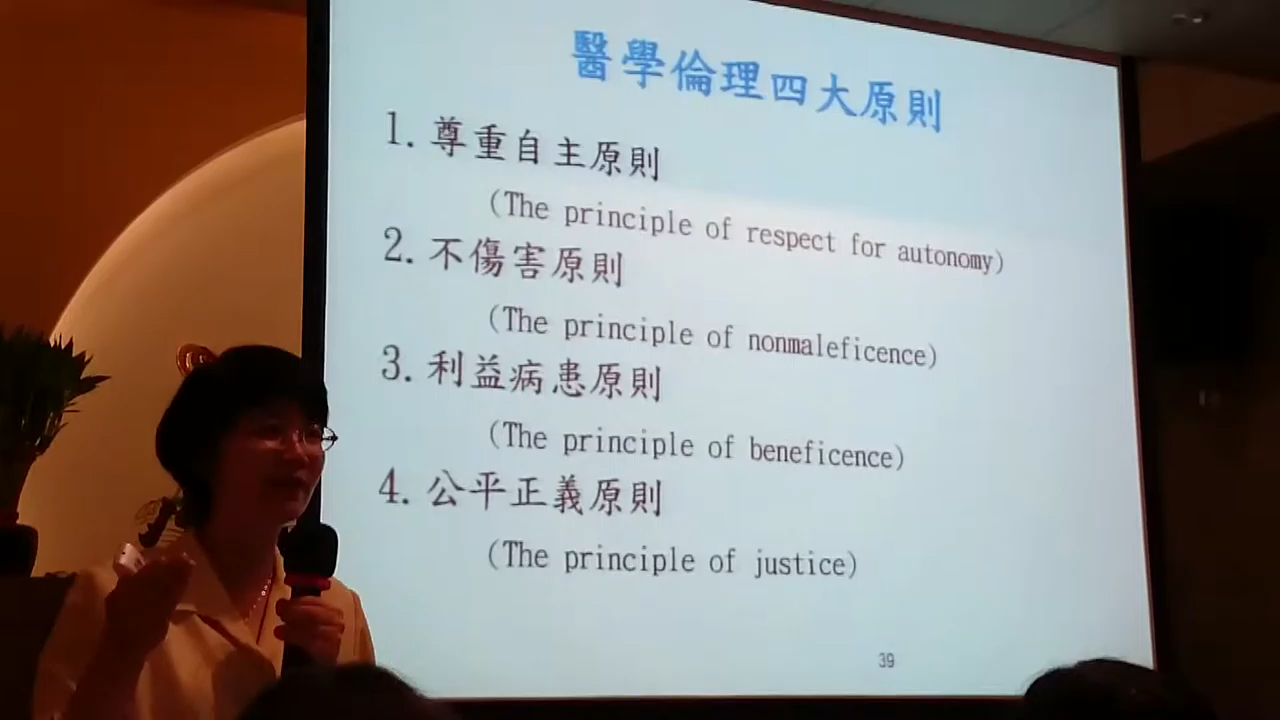 醫學倫理四大原則
1. 尊重自主原則
(The principle of respect for autonomy)
2. 不傷害原則
(The principle of nonmaleficence)
3. 利益病患原則
(The principle of beneficence)
4. 公平正義原則
(The principle of justice)
39